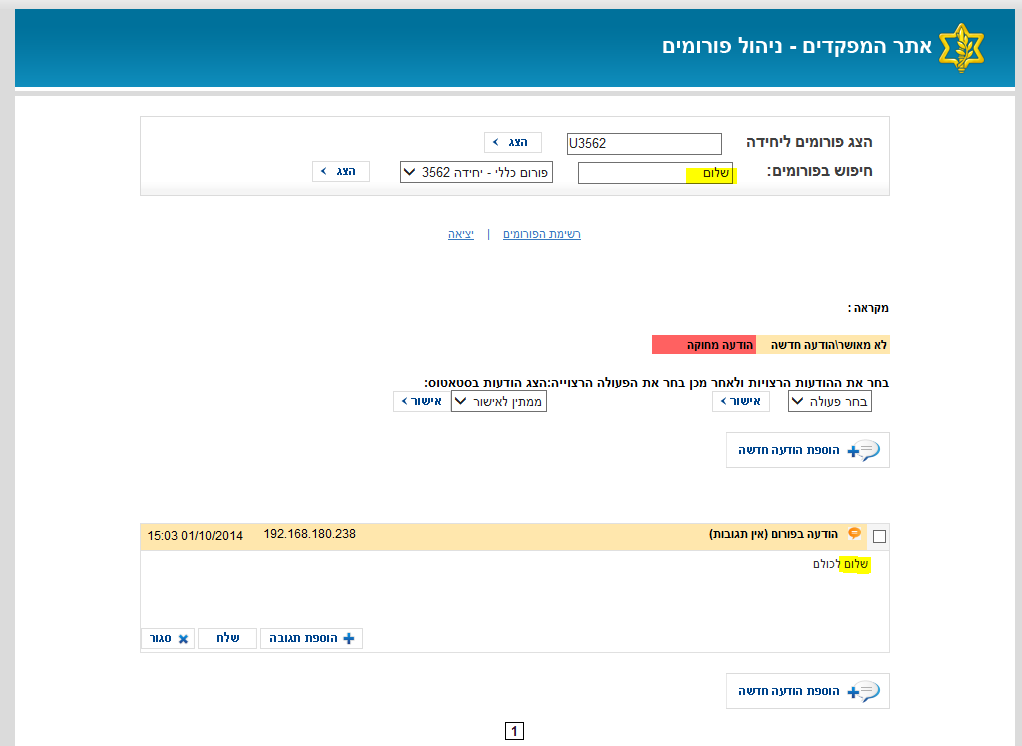 אתר המפקדים - ניהול פורומים
הצג פורומים ליחידה U3562 הצג
חיפוש בפורומים: שלום פורום כללי - יחידה 3562 הצג
רשימת הפורומים | יציאה
מקראה :
לא מאושר\הודעה חדשה הודעה מחוקה
בחר את ההודעות הרצויות ולאחר מכן בחר את הפעולה הרצוייה:הצג הודעות בסטאטוס:
בחר פעולה אישור ממתין לאישור אישור
הוספת הודעה חדשה
הודעה בפורום (אין תגובות) 192.168.180.238 15:03 01/10/2014
שלום לכולם
הוספת תגובה שלח סגור
הוספת הודעה חדשה
1